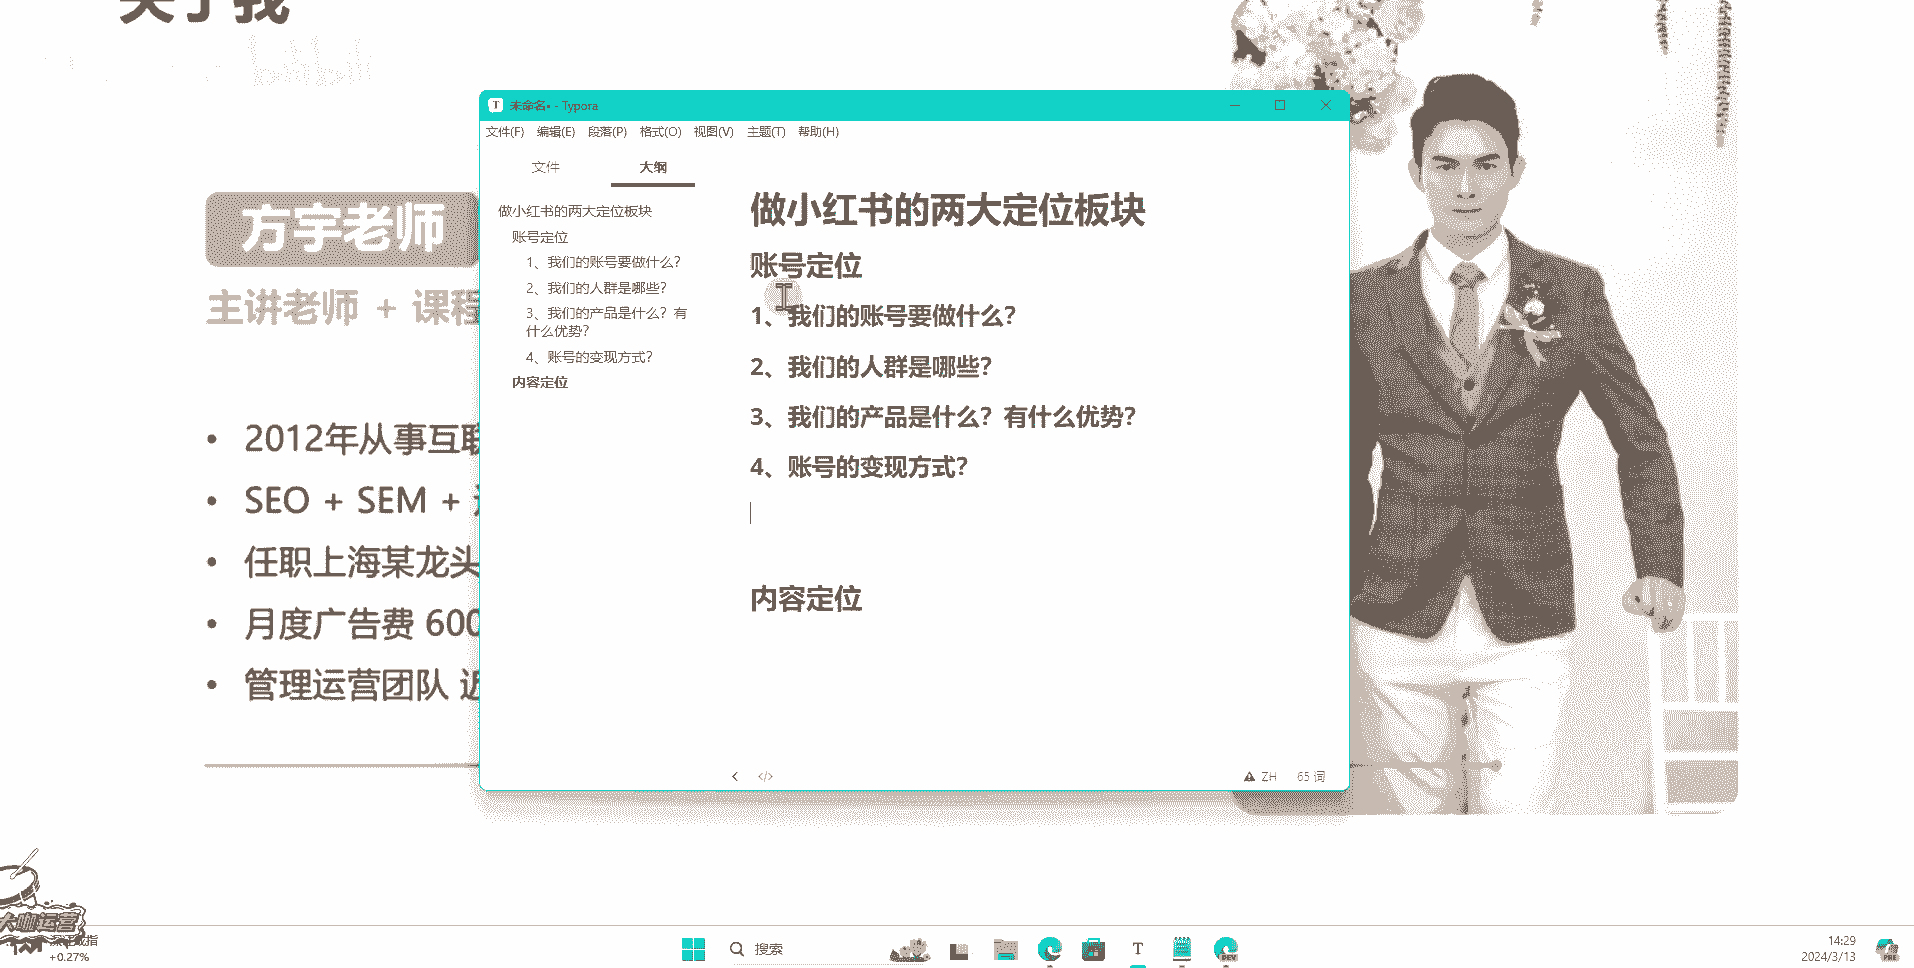 关于我
bilibili
方宇老师
主讲老师 + 课程
2012年从事互联
SEO + SEM +
任职上海某龙头
月度广告费 600
管理运营团队 近
未命名• - Typora
文件(F) 编辑(E) 段落(P) 格式(O) 视图(V) 主题(T) 帮助(H)
文件 大纲
做小红书的两大定位板块
账号定位
1、我们的账号要做什么？
2、我们的人群是哪些？
3、我们的产品是什么？有
什么优势？
4、账号的变现方式？
内容定位
做小红书的两大定位板块
账号定位
1、我们的账号要做什么？
2、我们的人群是哪些？
3、我们的产品是什么？有什么优势？
4、账号的变现方式？
内容定位
ZH 65 词
大咖运营
+0.27%
搜索
T
DEV
14:29
2024/3/13
PRE